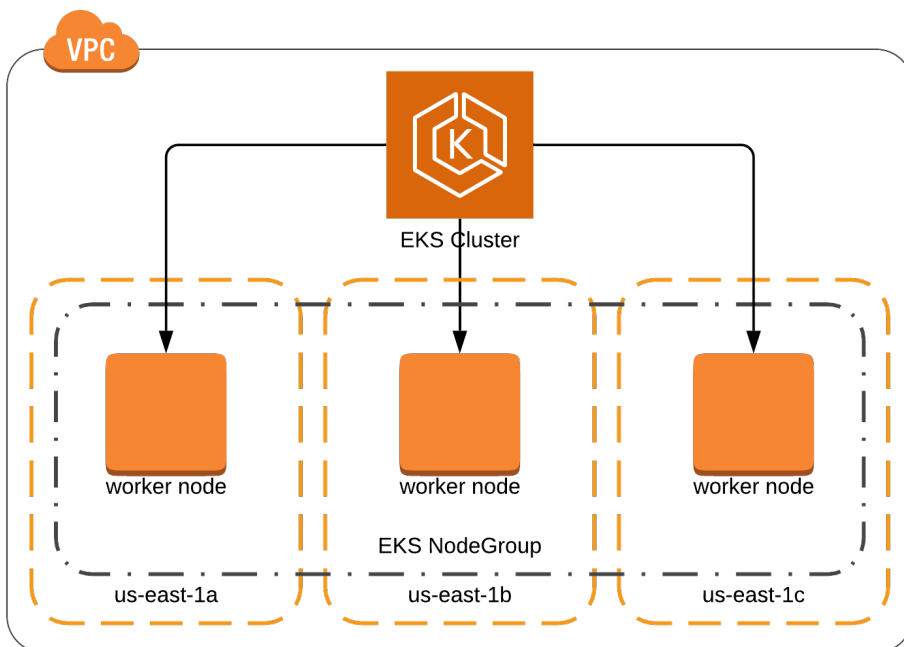 VPC
K
EKS Cluster
worker node
worker node
worker node
EKS NodeGroup
us-east-1a
us-east-1b
us-east-1c